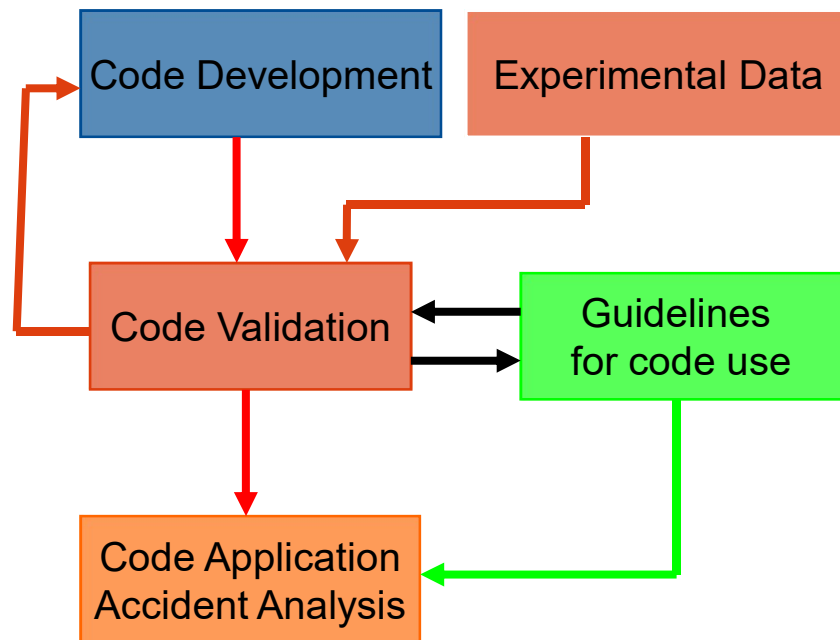 Code Development
Experimental Data
Code Validation
Guidelines
for code use
Code Application
Accident Analysis